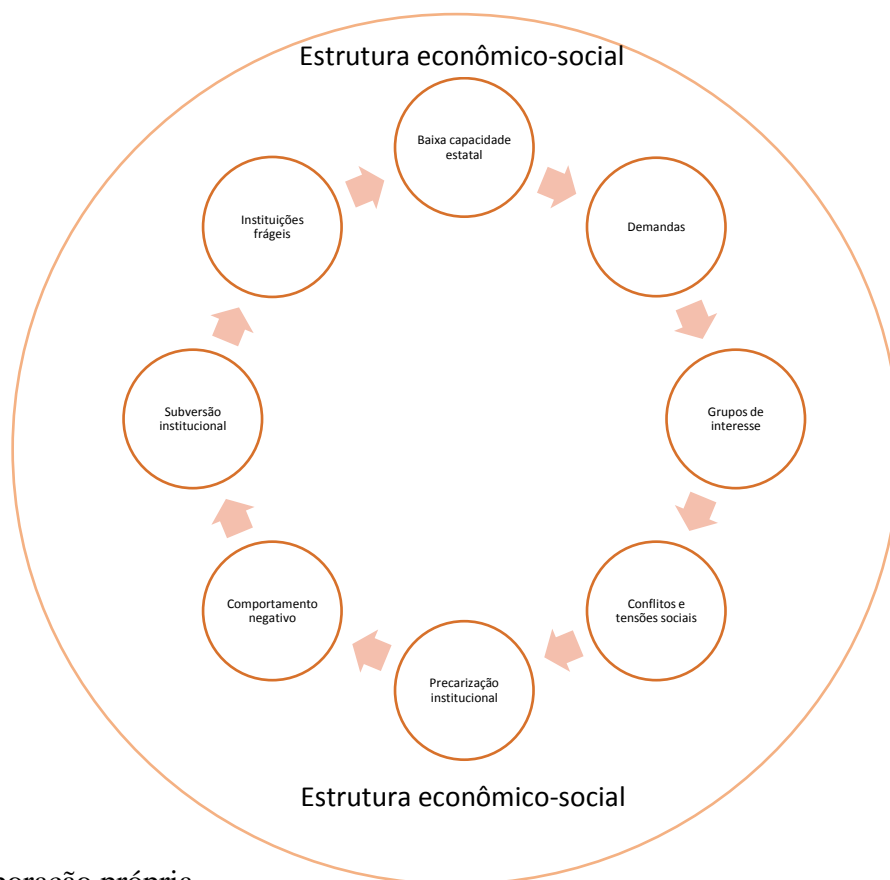 Estrutura econômico-social
Baixa capacidade
estatal
Demandas
Grupos de
interesse
Conflitos e
tensões sociais
Precarização
institucional
Comportamento
negativo
Subversão
institucional
Instituições
frágeis
Estrutura econômico-social